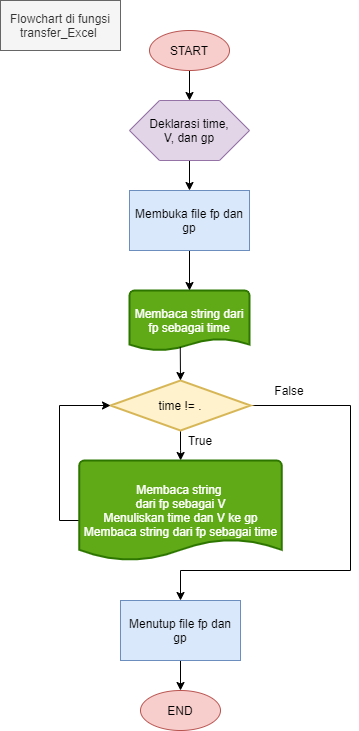 Flowchart di fungsi
transfer_Excel
START
Deklarasi time,
V, dan gp
Membuka file fp dan
gp
Membaca string dari
fp sebagai time
time != .
False
True
Membaca string
dari fp sebagai V
Menuliskan time dan V ke gp
Membaca string dari fp sebagai time
Menutup file fp dan
gp
END